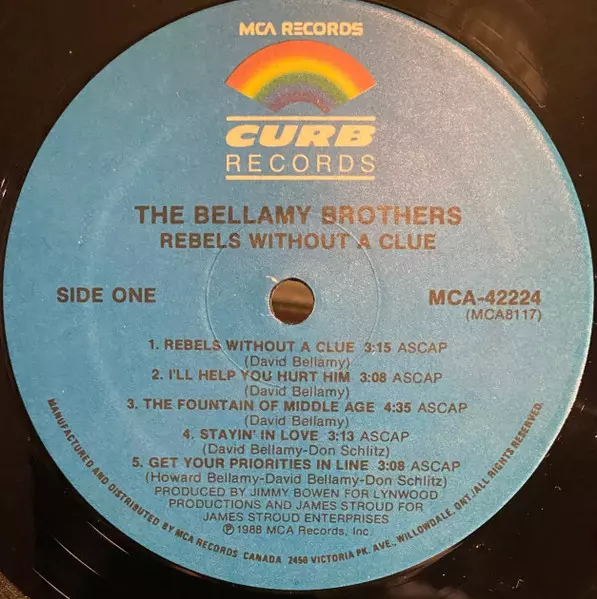 MCA RECORDS
CURB
RECORDS
THE BELLAMY BROTHERS
REBELS WITHOUT A CLUE
SIDE ONE
MCA-42224
(MCA8117)
1. REBELS WITHOUT A CLUE 3:15 ASCAP
(David Bellamy)
2. I'LL HELP YOU HURT HIM 3:08 ASCAP
(David Bellamy)
3. THE FOUNTAIN OF MIDDLE AGE 4:35 ASCAP
(David Bellamy)
4. STAYIN' IN LOVE 3:13 ASCAP
(David Bellamy-Don Schlitz)
5. GET YOUR PRIORITIES IN LINE 3:08 ASCAP
(Howard Bellamy-David Bellamy-Don Schlitz)
PRODUCED BY JIMMY BOWEN FOR LYNWOOD
PRODUCTIONS AND JAMES STROUD FOR
JAMES STROUD ENTERPRISES
Ⓟ1988 MCA Records, Inc
MANUFACTURED AND DISTRIBUTED BY MCA RECORDS CANADA 2450 VICTORIA PK. AVE., WILLOWDALE, ONT./ALL RIGHTS RESERVED.